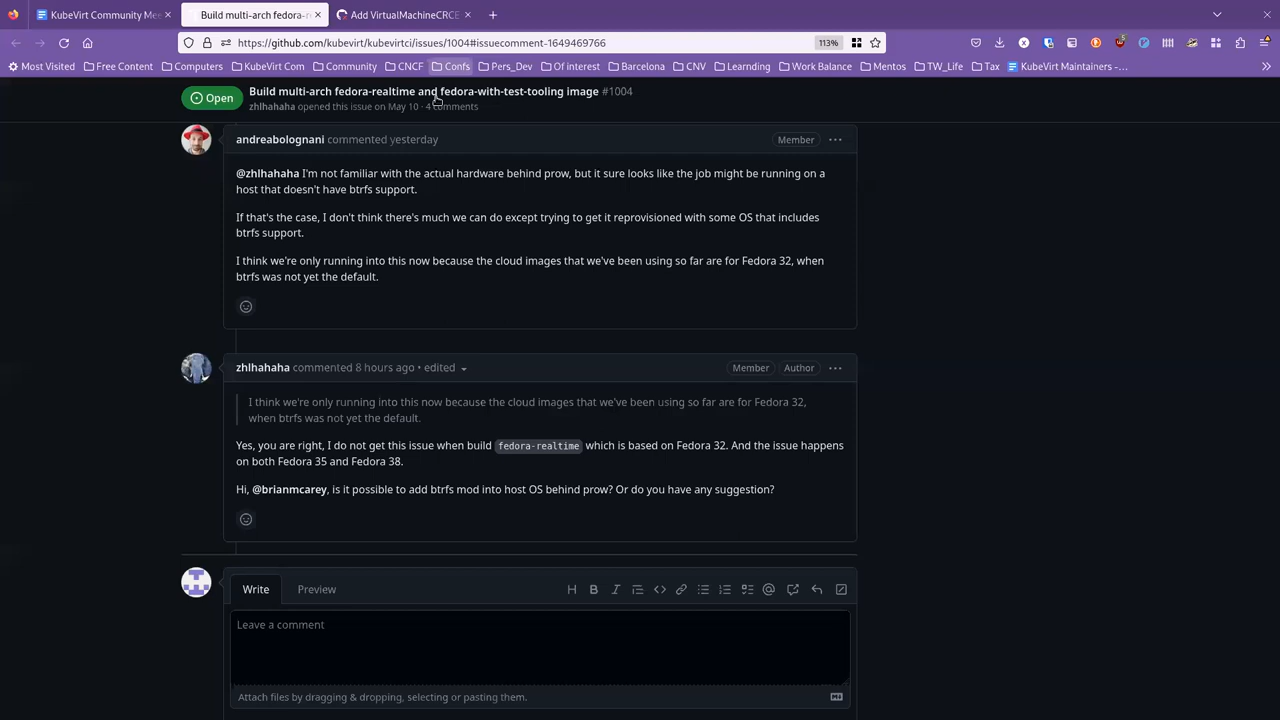 KubeVirt Community Mee
Build multi-arch fedora-r
Add VirtualMachineCRCE
https://github.com/kubevirt/kubevirtci/issues/1004#issuecomment-1649469766
113%
Most Visited
Free Content
Computers
KubeVirt Com
Community
CNCF
Confs
Pers_Dev
Of interest
Barcelona
CNV
Learnding
Work Balance
Mentos
TW_Life
Tax
KubeVirt Maintainers -…
Open
Build multi-arch fedora-realtime and fedora-with-test-tooling image #1004
zhlhahaha opened this issue on May 10 · 4 comments
andreabolognani commented yesterday
Member
@zhlhahaha I'm not familiar with the actual hardware behind prow, but it sure looks like the job might be running on a
host that doesn't have btrfs support.
If that's the case, I don't think there's much we can do except trying to get it reprovisioned with some OS that includes
btrfs support.
I think we're only running into this now because the cloud images that we've been using so far are for Fedora 32, when
btrfs was not yet the default.
zhlhahaha commented 8 hours ago • edited
Member
Author
I think we're only running into this now because the cloud images that we've been using so far are for Fedora 32,
when btrfs was not yet the default.
Yes, you are right, I do not get this issue when build fedora-realtime which is based on Fedora 32. And the issue happens
on both Fedora 35 and Fedora 38.
Hi, @brianmcarey, is it possible to add btrfs mod into host OS behind prow? Or do you have any suggestion?
Write
Preview
Leave a comment
Attach files by dragging & dropping, selecting or pasting them.